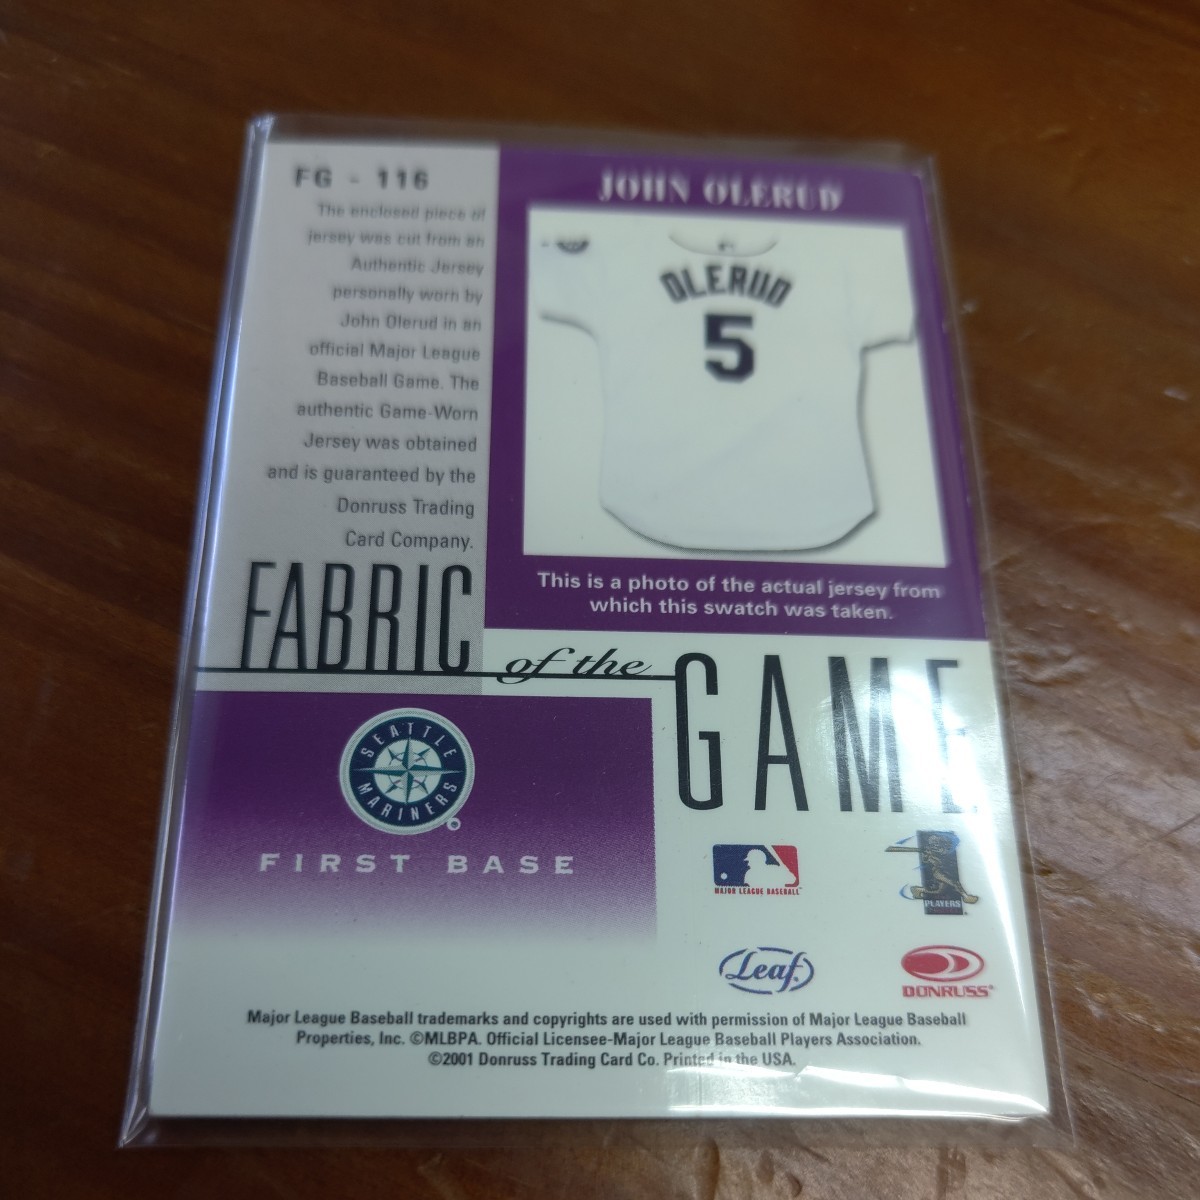 FG - 116
The enclosed piece of
jersey was cut from an
Authentic Jersey
personally worn by
John Olerud in an
official Major League
Baseball Game. The
authentic Game-Worn
Jersey was obtained
and is guaranteed by the
Donruss Trading
Card Company.
JOHN OLERUD
OLERUD
5
This is a photo of the actual jersey from
which this swatch was taken.
FABRIC of the GAME
SEATTLE
MARINERS
®
FIRST BASE
MAJOR LEAGUE BASEBALL
PLAYERS
Leaf
DONRUSS
Major League Baseball trademarks and copyrights are used with permission of Major League Baseball
Properties, Inc. ©MLBPA. Official Licensee-Major League Baseball Players Association.
©2001 Donruss Trading Card Co. Printed in the USA.